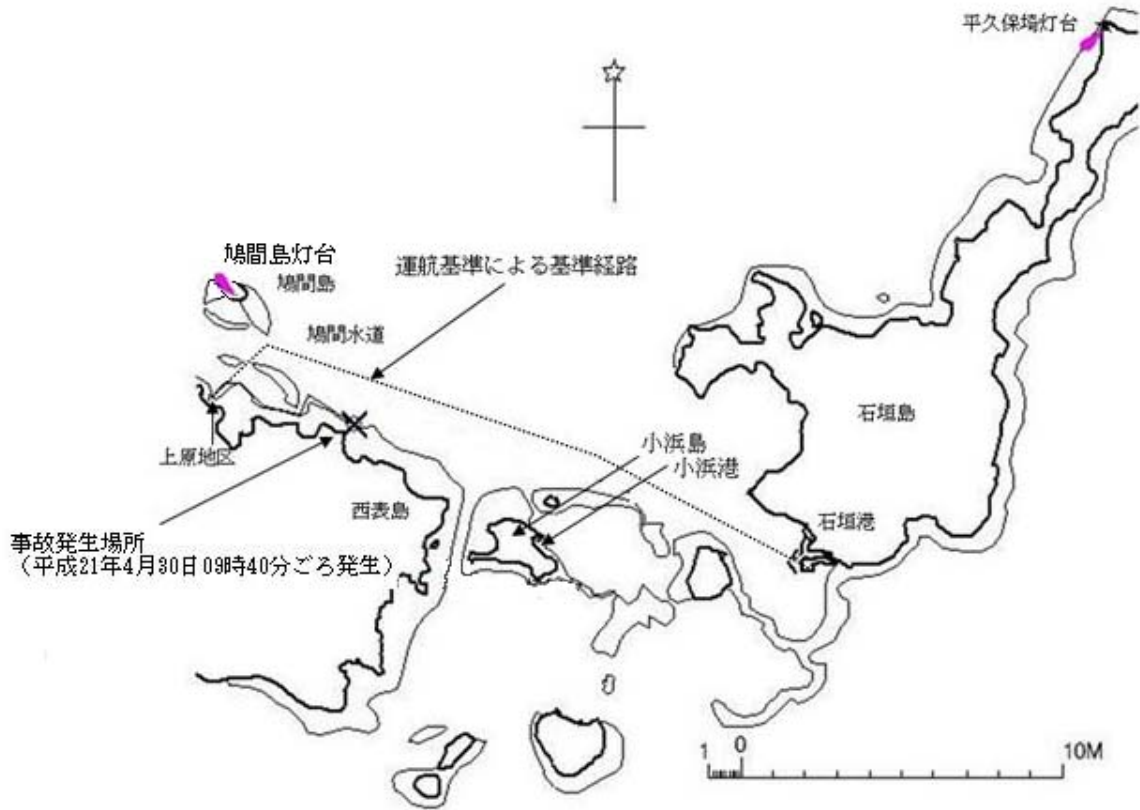 平久保埼灯台
鳩間島灯台
鳩間島
運航基準による基準経路
鳩間水道
石垣島
小浜島
小浜港
上原地区
西表島
石垣港
事故発生場所
（平成21年4月30日09時40分ごろ発生）
1 0 10M